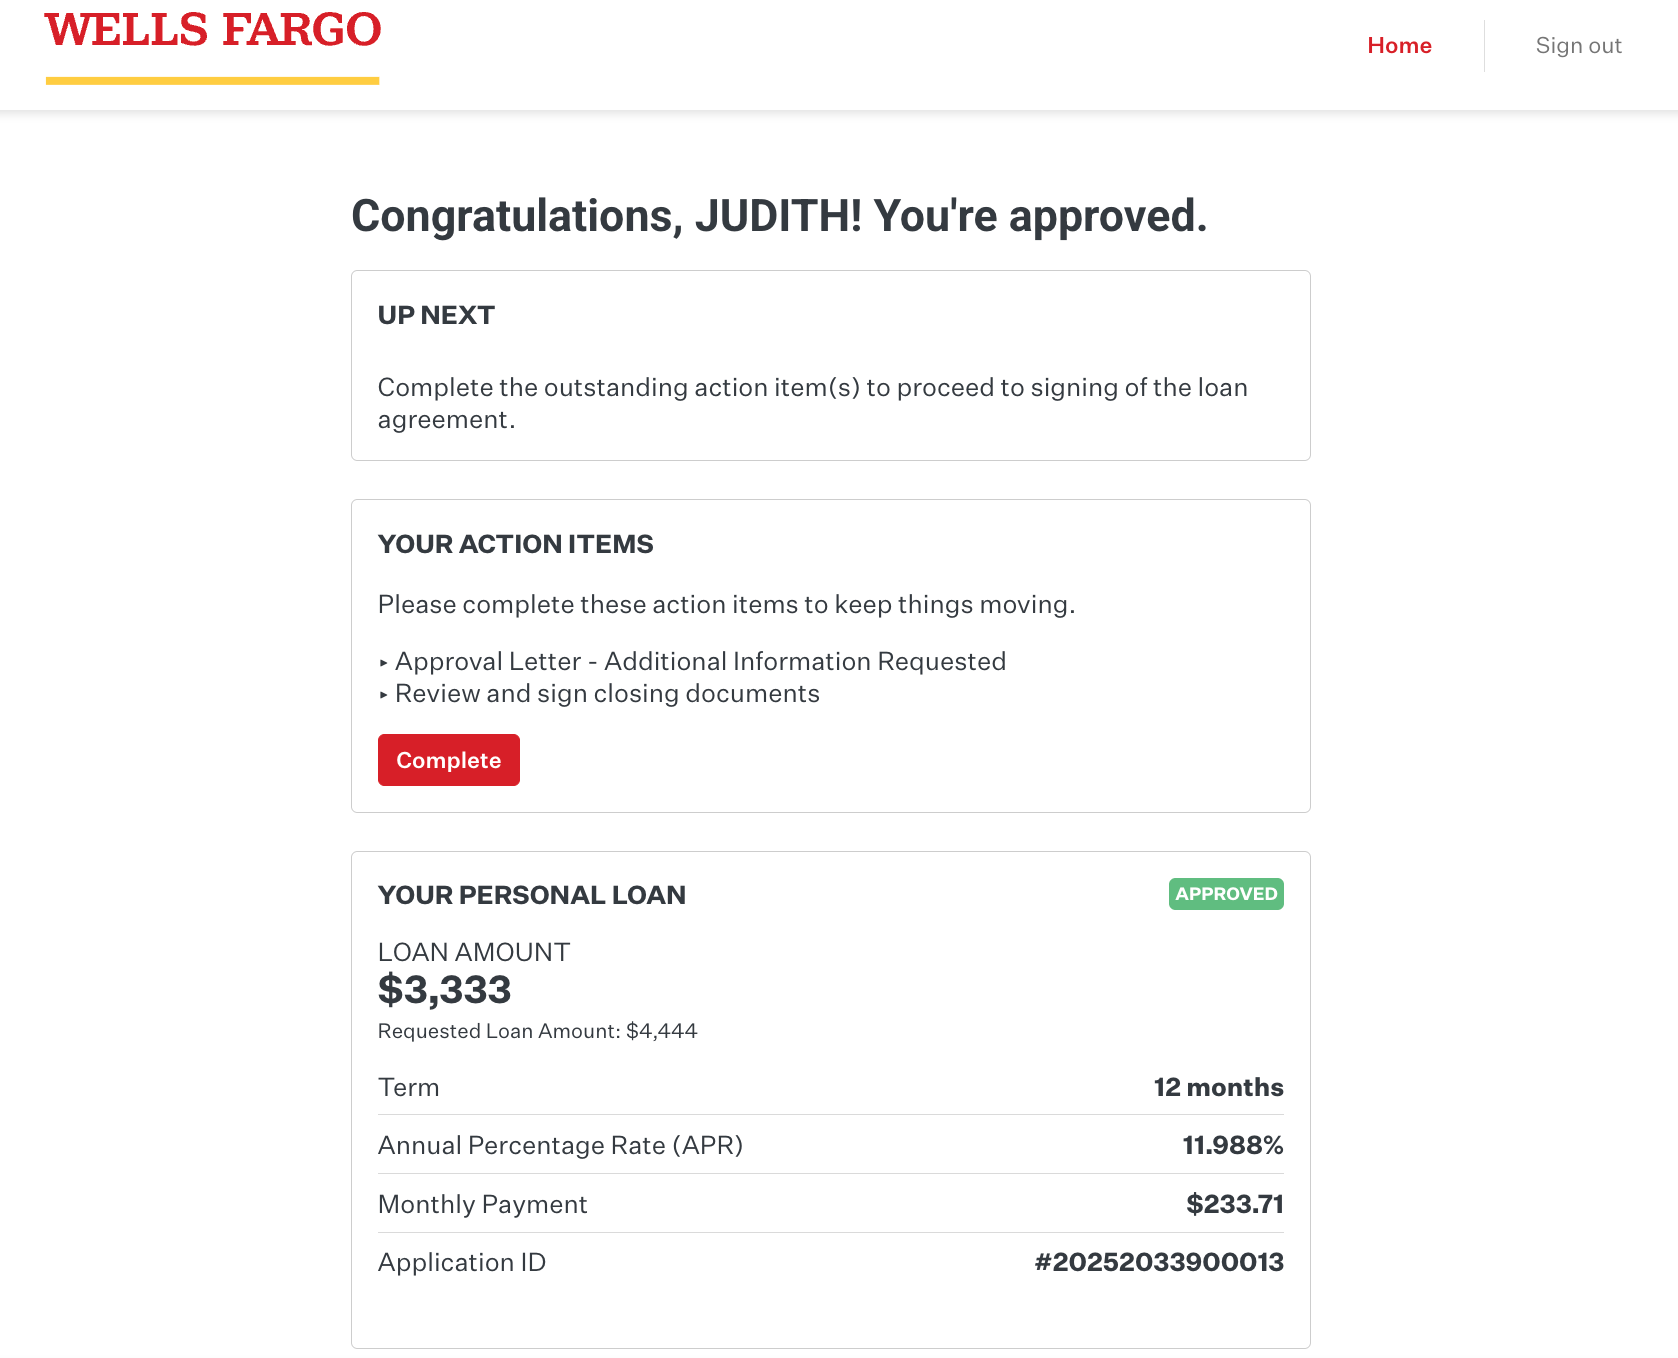 WELLS FARGO
Home
Sign out
Congratulations, JUDITH! You're approved.
UP NEXT
Complete the outstanding action item(s) to proceed to signing of the loan
agreement.
YOUR ACTION ITEMS
Please complete these action items to keep things moving.
‣ Approval Letter - Additional Information Requested
‣ Review and sign closing documents
Complete
YOUR PERSONAL LOAN
APPROVED
LOAN AMOUNT
$3,333
Requested Loan Amount: $4,444
Term 12 months
Annual Percentage Rate (APR) 11.988%
Monthly Payment $233.71
Application ID #20252033900013